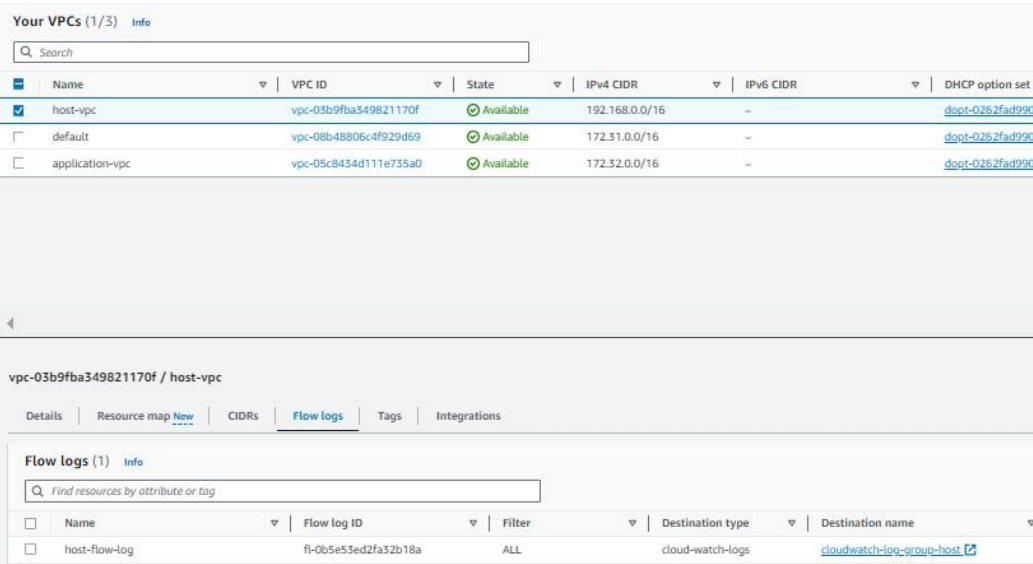 Your VPCs (1/3) Info
Search
Name VPC ID State IPv4 CIDR IPv6 CIDR DHCP option set
host-vpc vpc-03b9fba349821170f Available 192.168.0.0/16 – dopt-0262fad990
default vpc-08b48806c4f929d69 Available 172.31.0.0/16 – dopt-0262fad990
application-vpc vpc-05c8434d111e735a0 Available 172.32.0.0/16 – dopt-0262fad990
vpc-03b9fba349821170f / host-vpc
Details Resource map New CIDRs Flow logs Tags Integrations
Flow logs (1) Info
Find resources by attribute or tag
Name Flow log ID Filter Destination type Destination name
host-flow-log fl-0b5e53ed2fa32b18a ALL cloud-watch-logs cloudwatch-log-group-host